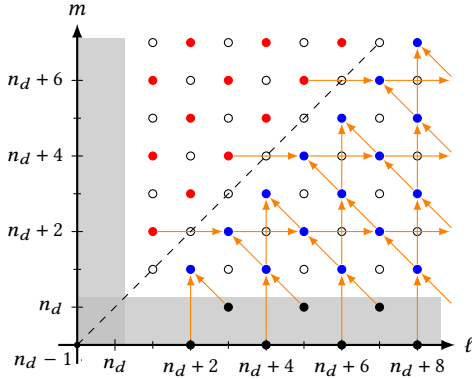 m
n_d + 6
n_d + 4
n_d + 2
n_d
n_d − 1
n_d
n_d + 2
n_d + 4
n_d + 6
n_d + 8
ℓ